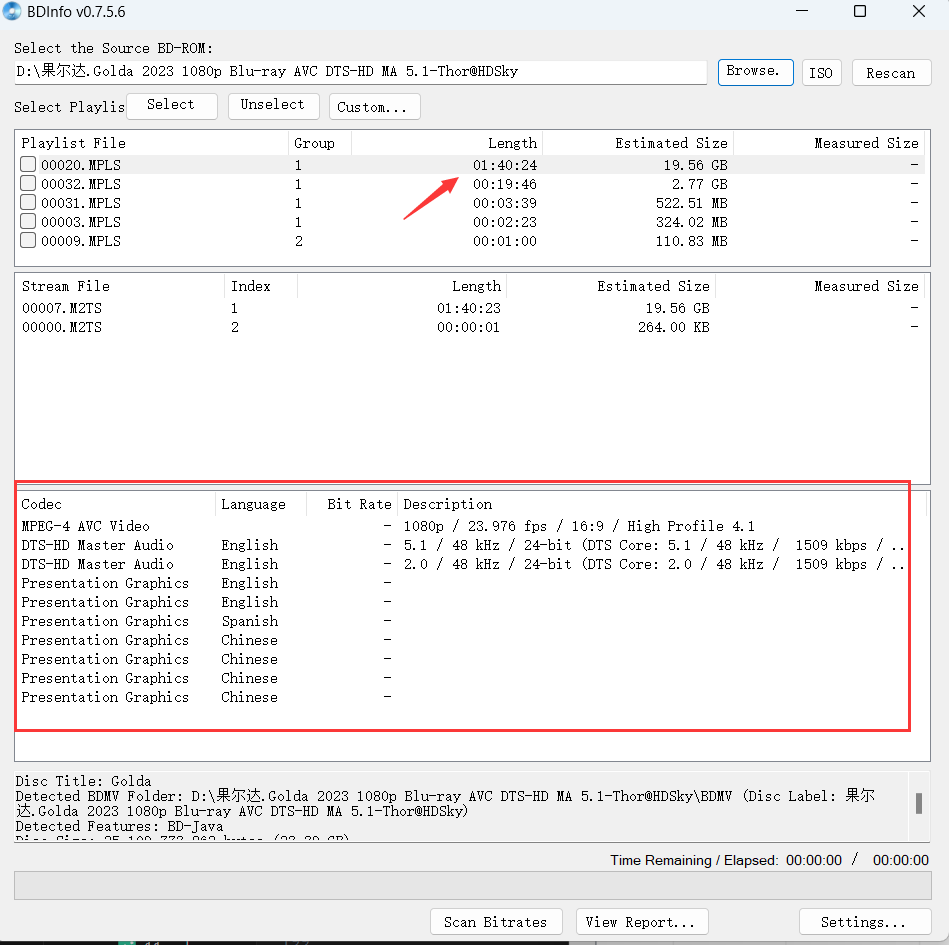 BDInfo v0.7.5.6
Select the Source BD-ROM:
D:\果尔达.Golda 2023 1080p Blu-ray AVC DTS-HD MA 5.1-Thor@HDSky
Browse. ISO Rescan
Select Playlis Select Unselect Custom...
Playlist File Group Length Estimated Size Measured Size
00020.MPLS 1 01:40:24 19.56 GB -
00032.MPLS 1 00:19:46 2.77 GB -
00031.MPLS 1 00:03:39 522.51 MB -
00003.MPLS 1 00:02:23 324.02 MB -
00009.MPLS 2 00:01:00 110.83 MB -
Stream File Index Length Estimated Size Measured Size
00007.M2TS 1 01:40:23 19.56 GB -
00000.M2TS 2 00:00:01 264.00 KB -
Codec Language Bit Rate Description
MPEG-4 AVC Video - 1080p / 23.976 fps / 16:9 / High Profile 4.1
DTS-HD Master Audio English - 5.1 / 48 kHz / 24-bit (DTS Core: 5.1 / 48 kHz / 1509 kbps / ..
DTS-HD Master Audio English - 2.0 / 48 kHz / 24-bit (DTS Core: 2.0 / 48 kHz / 1509 kbps / ..
Presentation Graphics English -
Presentation Graphics English -
Presentation Graphics Spanish -
Presentation Graphics Chinese -
Presentation Graphics Chinese -
Presentation Graphics Chinese -
Presentation Graphics Chinese -
Disc Title: Golda
Detected BDMV Folder: D:\果尔达.Golda 2023 1080p Blu-ray AVC DTS-HD MA 5.1-Thor@HDSky\BDMV (Disc Label: 果尔
达.Golda 2023 1080p Blu-ray AVC DTS-HD MA 5.1-Thor@HDSky)
Detected Features: BD-Java
Time Remaining / Elapsed: 00:00:00 / 00:00:00
Scan Bitrates View Report... Settings...